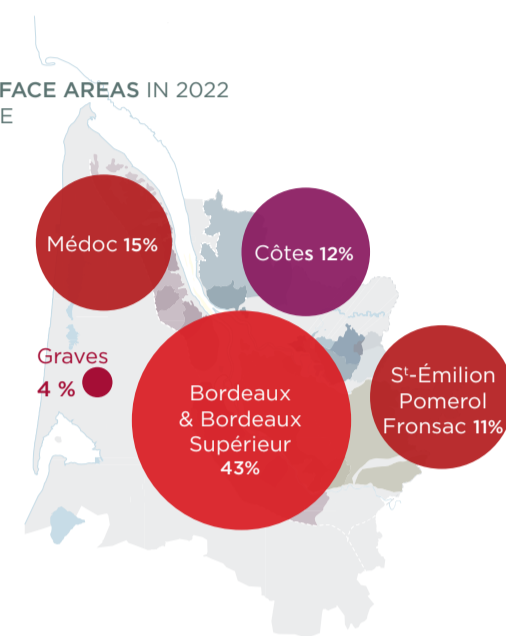 FACE AREAS IN 2022
E
Médoc 15%
Côtes 12%
Graves
4 %
Bordeaux
& Bordeaux
Supérieur
43%
Sᵗ-Émilion
Pomerol
Fronsac 11%